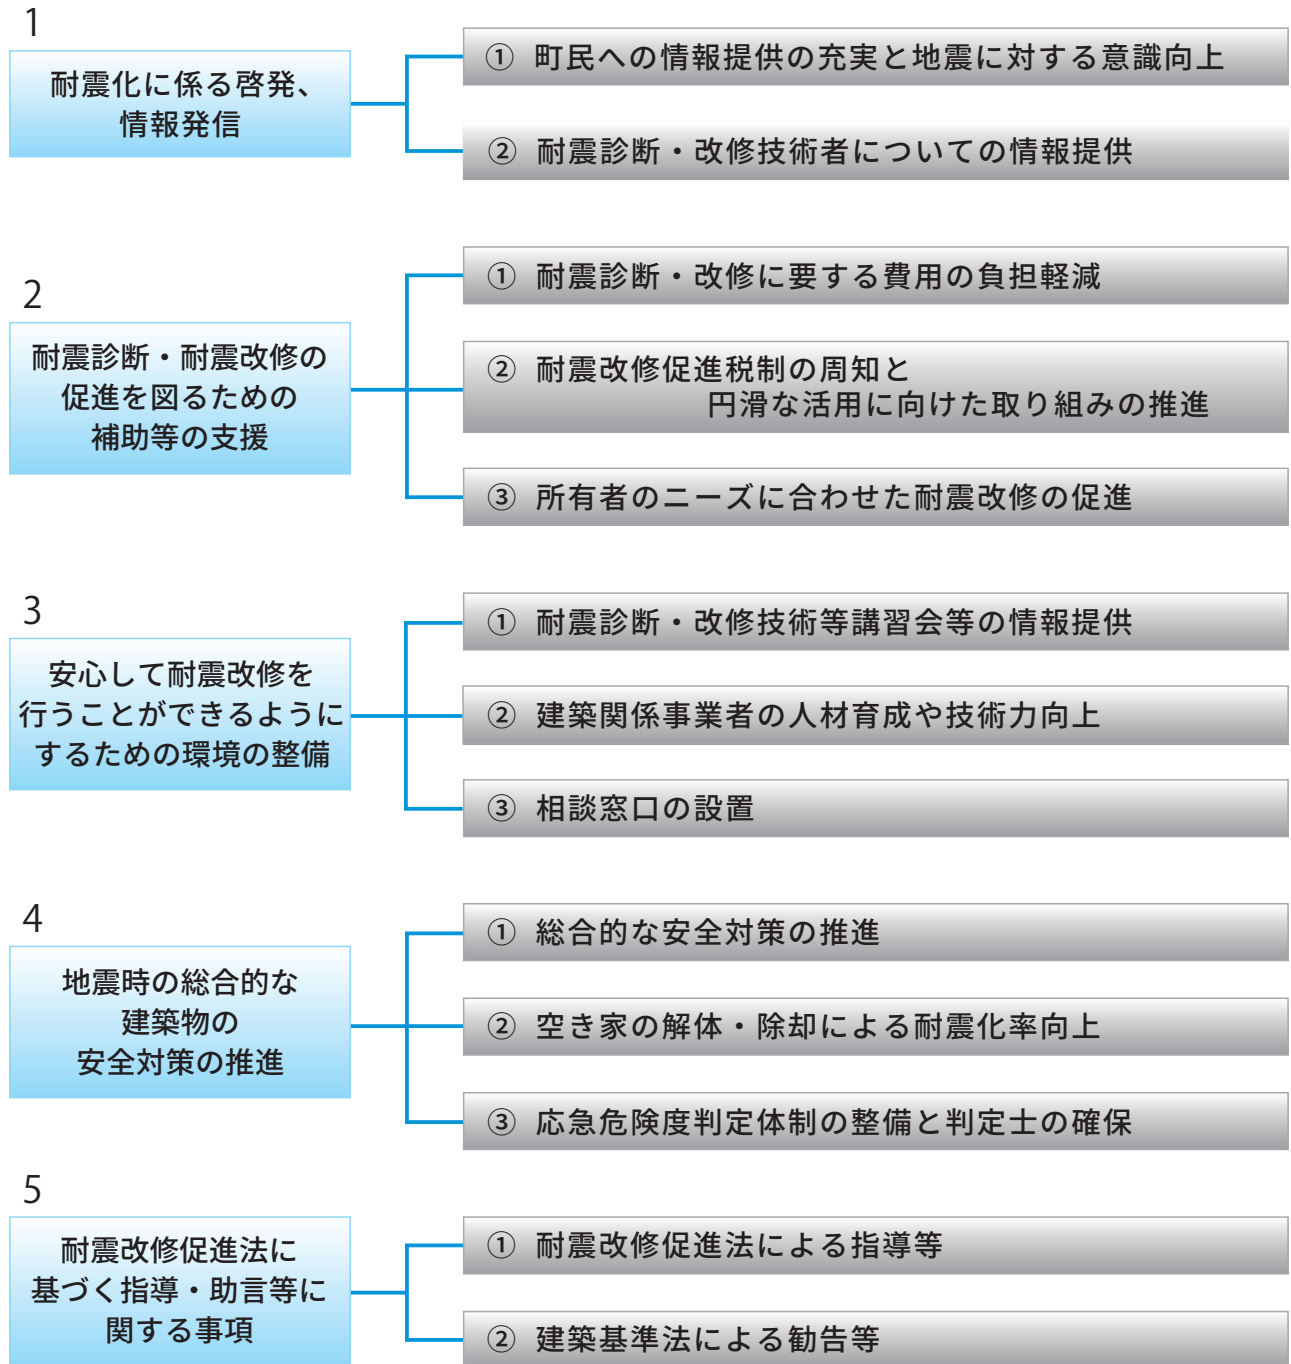 1
耐震化に係る啓発、
情報発信
① 町民への情報提供の充実と地震に対する意識向上
② 耐震診断・改修技術者についての情報提供
2
耐震診断・耐震改修の
促進を図るための
補助等の支援
① 耐震診断・改修に要する費用の負担軽減
② 耐震改修促進税制の周知と
円滑な活用に向けた取り組みの推進
③ 所有者のニーズに合わせた耐震改修の促進
3
安心して耐震改修を
行うことができるように
するための環境の整備
① 耐震診断・改修技術等講習会等の情報提供
② 建築関係事業者の人材育成や技術力向上
③ 相談窓口の設置
4
地震時の総合的な
建築物の
安全対策の推進
① 総合的な安全対策の推進
② 空き家の解体・除却による耐震化率向上
③ 応急危険度判定体制の整備と判定士の確保
5
耐震改修促進法に
基づく指導・助言等に
関する事項
① 耐震改修促進法による指導等
② 建築基準法による勧告等